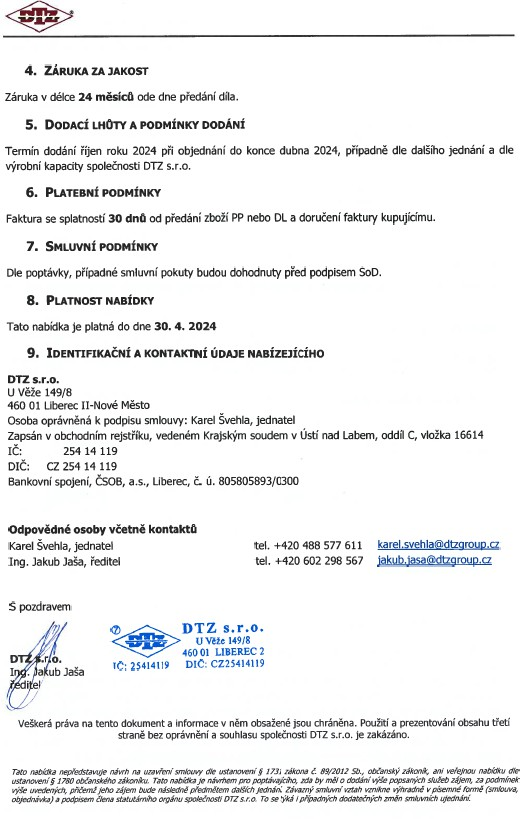 DTZ
4. ZÁRUKA ZA JAKOST
Záruka v délce 24 měsíců ode dne předání díla.
5. DODACÍ LHŮTY A PODMÍNKY DODÁNÍ
Termín dodání říjen roku 2024 při objednání do konce dubna 2024, případně dle dalšího jednání a dle
výrobní kapacity společnosti DTZ s.r.o.
6. PLATEBNÍ PODMÍNKY
Faktura se splatností 30 dnů od předání zboží PP nebo DL a doručení faktury kupujícímu.
7. SMLUVNÍ PODMÍNKY
Dle poptávky, případné smluvní pokuty budou dohodnuty před podpisem SoD.
8. PLATNOST NABÍDKY
Tato nabídka je platná do dne 30. 4. 2024
9. IDENTIFIKAČNÍ A KONTAKTNÍ ÚDAJE NABÍZEJÍCÍHO
DTZ s.r.o.
U Věže 149/8
460 01 Liberec II-Nové Město
Osoba oprávněná k podpisu smlouvy: Karel Švehla, jednatel
Zapsán v obchodním rejstříku, vedeném Krajským soudem v Ústí nad Labem, oddíl C, vložka 16614
IČ: 254 14 119
DIČ: CZ 254 14 119
Bankovní spojení, ČSOB, a.s., Liberec, č. ú. 805805893/0300
Odpovědné osoby včetně kontaktů
Karel Švehla, jednatel tel. +420 488 577 611 karel.svehla@dtzgroup.cz
Ing. Jakub Jaša, ředitel tel. +420 602 298 567 jakub.jasa@dtzgroup.cz
S pozdravem
DTZ s.r.o.
Ing. Jakub Jaša
ředitel
7
DTZ
IČ: 25414119
DTZ s.r.o.
U Věže 149/8
460 01 LIBEREC 2
DIČ: CZ25414119
Veškerá práva na tento dokument a informace v něm obsažené jsou chráněna. Použití a prezentování obsahu třetí
straně bez oprávnění a souhlasu společnosti DTZ s.r.o. je zakázáno.
Tato nabídka nepředstavuje návrh na uzavření smlouvy dle ustanovení § 1731 zákona č. 89/2012 Sb., občanský zákoník, ani veřejnou nabídku dle
ustanovení § 1780 občanského zákoníku. Tato nabídka je návrhem pro poptávajícího, zda by měl o dodání výše popsaných služeb zájem, za podmínek
výše uvedených, přičemž jeho zájem bude následně předmětem dalších jednání. Závazný smluvní vztah vznikne výhradně v písemné formě (smlouva,
objednávka) a podpisem člena statutárního orgánu společnosti DTZ s.r.o. To se týká i případných dodatečných změn smluvních ujednání.